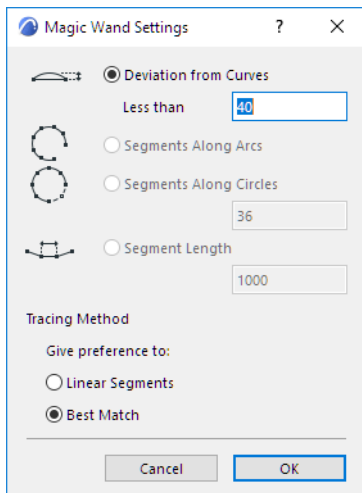 Magic Wand Settings
?
Deviation from Curves
Less than
40
Segments Along Arcs
Segments Along Circles
36
Segment Length
1000
Tracing Method
Give preference to:
Linear Segments
Best Match
Cancel
OK